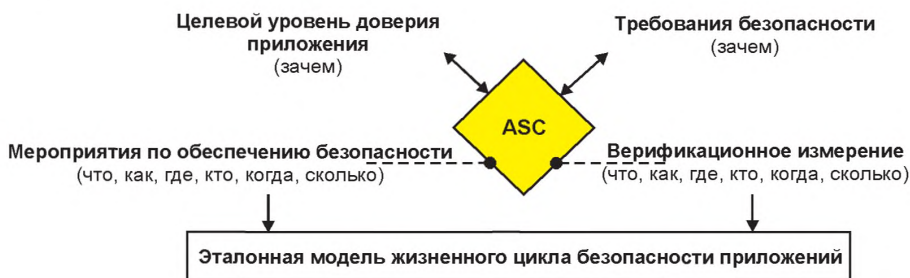 Целевой уровень доверия
приложения
(зачем)
Требования безопасности
(зачем)
ASC
Мероприятия по обеспечению безопасности
(что, как, где, кто, когда, сколько)
Верификационное измерение
(что, как, где, кто, когда, сколько)
Эталонная модель жизненного цикла безопасности приложений